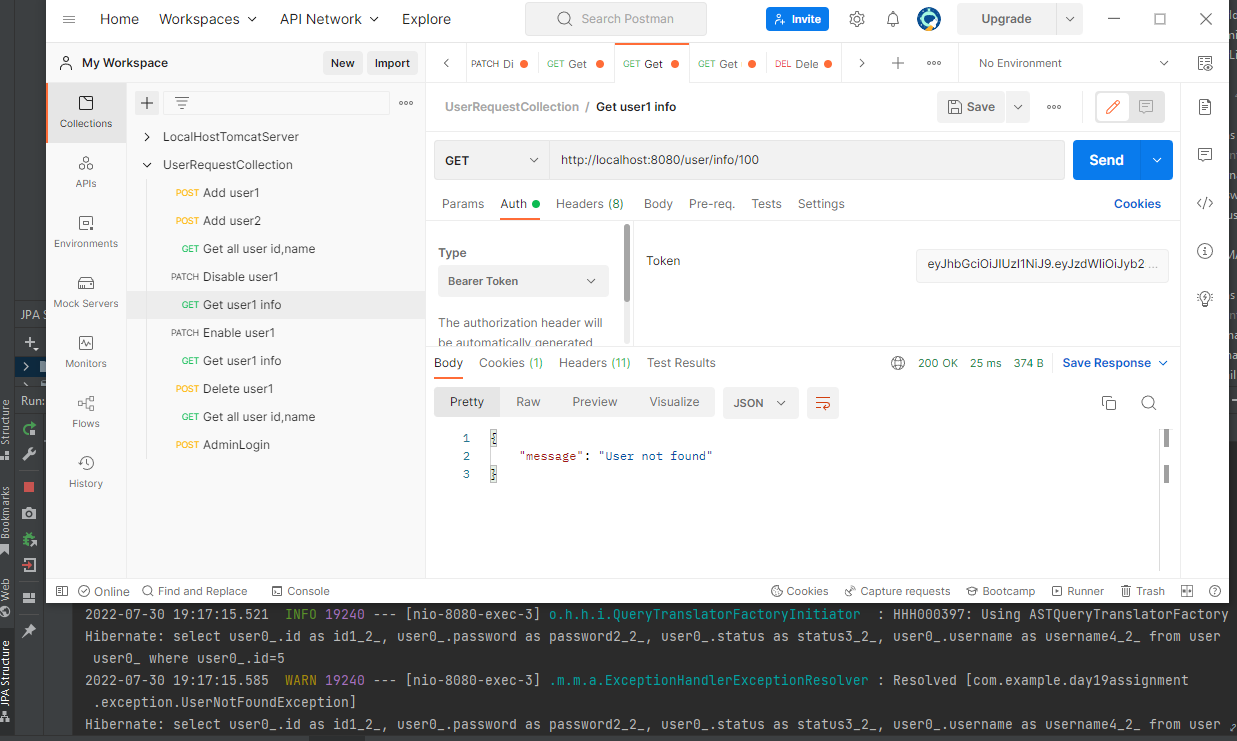 Home Workspaces API Network Explore Search Postman Invite Upgrade
My Workspace New Import
PATCH Di GET Get GET Get GET Get DEL Dele No Environment
Collections
APIs
Environments
Mock Servers
Monitors
Flows
History
LocalHostTomcatServer
UserRequestCollection
POST Add user1
POST Add user2
GET Get all user id,name
PATCH Disable user1
GET Get user1 info
PATCH Enable user1
GET Get user1 info
POST Delete user1
GET Get all user id,name
POST AdminLogin
UserRequestCollection / Get user1 info Save
GET http://localhost:8080/user/info/100 Send
Params Auth Headers (8) Body Pre-req. Tests Settings Cookies
Type
Bearer Token
The authorization header will
be automatically generated
Token eyJhbGciOiJIUzI1NiJ9.eyJzdWIiOiJyb2 ...
Body Cookies (1) Headers (11) Test Results 200 OK 25 ms 374 B Save Response
Pretty Raw Preview Visualize JSON
1 {
2 "message": "User not found"
3 }
Online Find and Replace Console Cookies Capture requests Bootcamp Runner Trash
JPA S
Run:
Structure
Bookmarks
Web
JPA Structure
2022-07-30 19:17:15.521 INFO 19240 --- [nio-8080-exec-3] o.h.h.i.QueryTranslatorFactoryInitiator : HHH000397: Using ASTQueryTranslatorFactory
Hibernate: select user0_.id as id1_2_, user0_.password as password2_2_, user0_.status as status3_2_, user0_.username as username4_2_ from user
user0_ where user0_.id=5
2022-07-30 19:17:15.585 WARN 19240 --- [nio-8080-exec-3] .m.m.a.ExceptionHandlerExceptionResolver : Resolved [com.example.day19assignment
.exception.UserNotFoundException]
Hibernate: select user0_.id as id1_2_, user0_.password as password2_2_, user0_.status as status3_2_, user0_.username as username4_2_ from user